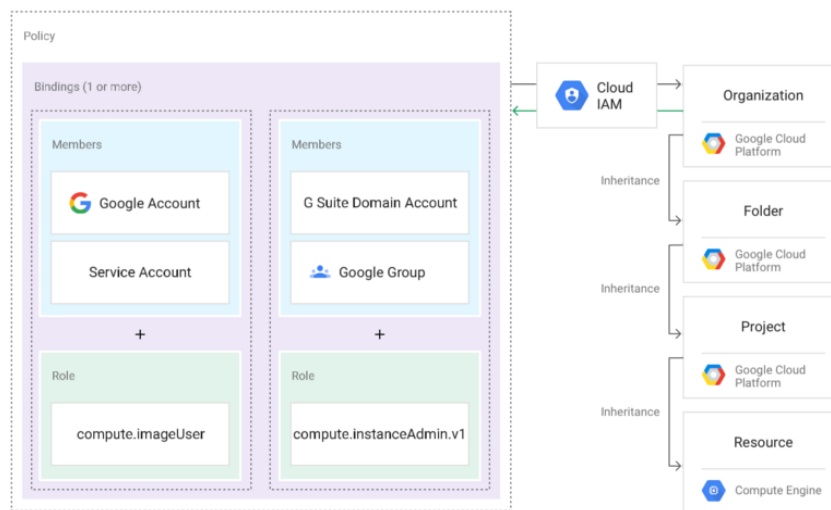 Policy
Bindings (1 or more)
Members
Google Account
Service Account
+
Role
compute.imageUser
Members
G Suite Domain Account
Google Group
+
Role
compute.instanceAdmin.v1
Cloud
IAM
Organization
Google Cloud
Platform
Inheritance
Folder
Google Cloud
Platform
Inheritance
Project
Google Cloud
Platform
Inheritance
Resource
Compute Engine